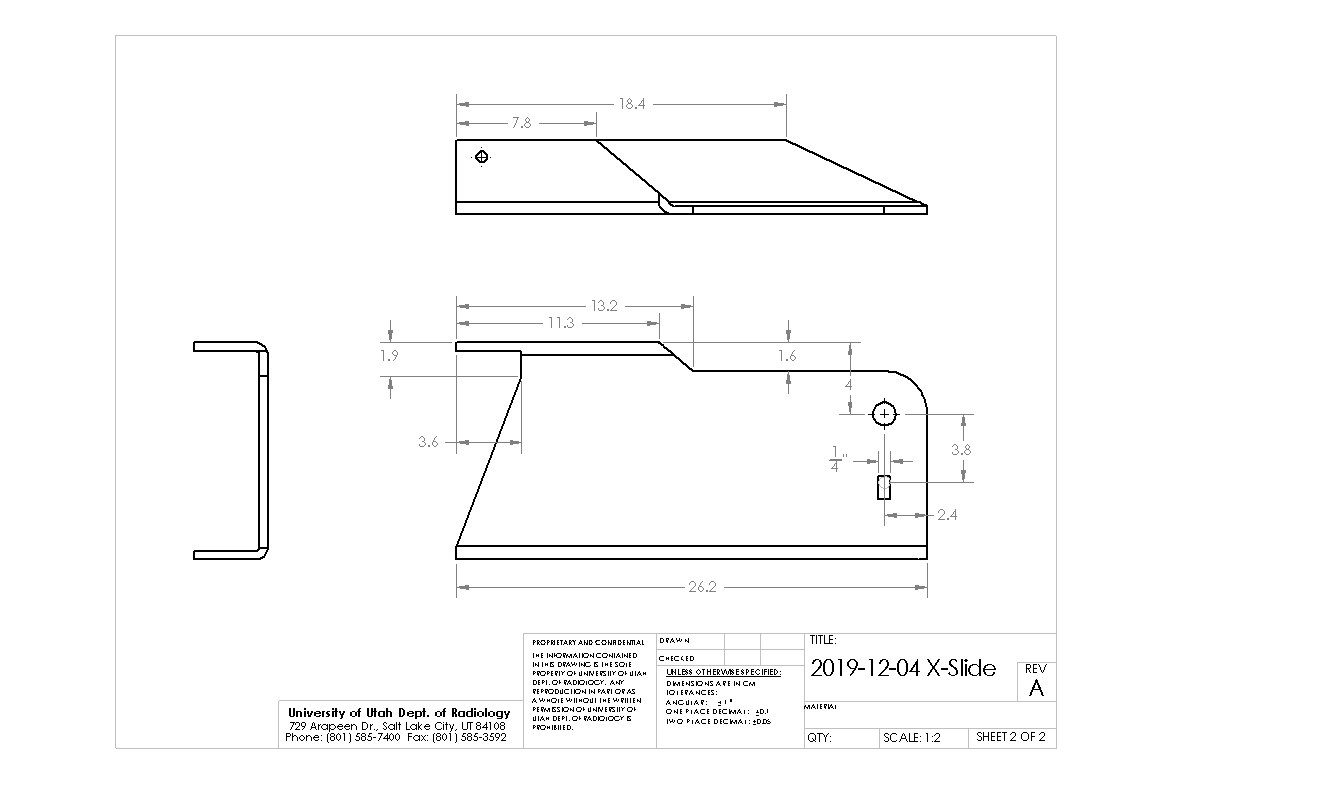 18.4
7.8
13.2
11.3
1.9
1.6
4
3.6
1
4
"
3.8
2.4
26.2
PROPRIETARY AND CONFIDENTIAL
THE INFORMATION CONTAINED
IN THIS DRAWING IS THE SOLE
PROPERTY OF UNIVERSITY OF UTAH
DEPT. OF RADIOLOGY. ANY
REPRODUCTION IN PART OR AS
A WHOLE WITHOUT THE WRITTEN
PERMISSION OF UNIVERSITY OF
UTAH DEPT. OF RADIOLOGY IS
PROHIBITED.
DRAWN
CHECKED
UNLESS OTHERWISE SPECIFIED:
DIMENSIONS ARE IN CM
TOLERANCES:
ANGULAR: ±1°
ONE PLACE DECIMAL: ±0.1
TWO PLACE DECIMAL: ±0.05
TITLE:
2019-12-04 X-Slide
REV
A
MATERIAL
QTY:
SCALE: 1:2
SHEET 2 OF 2
University of Utah Dept. of Radiology
729 Arapeen Dr., Salt Lake City, UT 84108
Phone: (801) 585-7400 Fax: (801) 585-3592